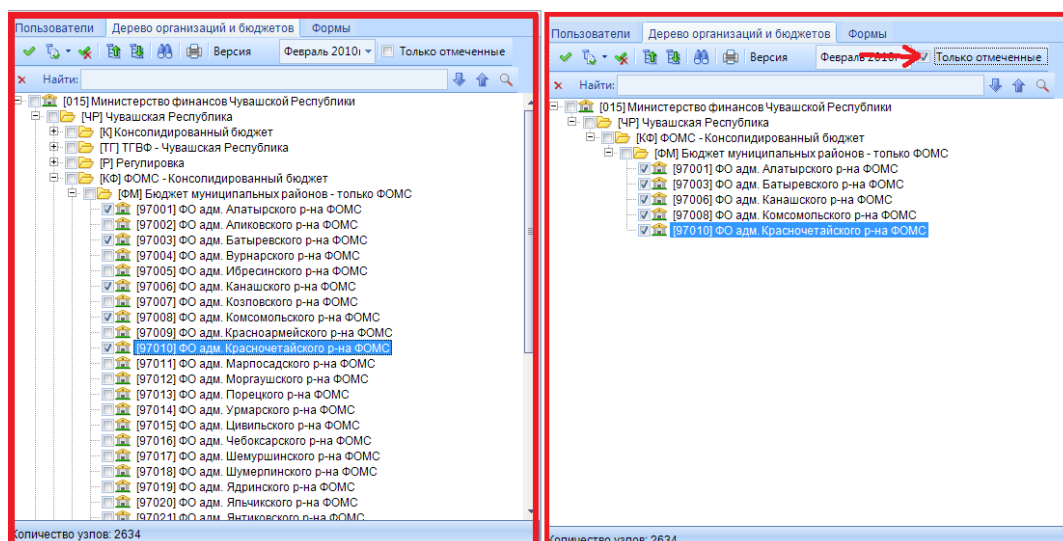 Пользователи Дерево организаций и бюджетов Формы
Версия Февраль 2010г Только отмеченные
Найти:
[015] Министерство финансов Чувашской Республики
[ЧР] Чувашская Республика
[К] Консолидированный бюджет
[ТГ] ТГВФ - Чувашская Республика
[Р] Регулировка
[КФ] ФОМС - Консолидированный бюджет
[ФМ] Бюджет муниципальных районов - только ФОМС
[97001] ФО адм. Алатырского р-на ФОМС
[97002] ФО адм. Аликовского р-на ФОМС
[97003] ФО адм. Батыревского р-на ФОМС
[97004] ФО адм. Вурнарского р-на ФОМС
[97005] ФО адм. Ибресинского р-на ФОМС
[97006] ФО адм. Канашского р-на ФОМС
[97007] ФО адм. Козловского р-на ФОМС
[97008] ФО адм. Комсомольского р-на ФОМС
[97009] ФО адм. Красноармейского р-на ФОМС
[97010] ФО адм. Красночетайского р-на ФОМС
[97011] ФО адм. Марпосадского р-на ФОМС
[97012] ФО адм. Моргаушского р-на ФОМС
[97013] ФО адм. Порецкого р-на ФОМС
[97014] ФО адм. Урмарского р-на ФОМС
[97015] ФО адм. Цивильского р-на ФОМС
[97016] ФО адм. Чебоксарского р-на ФОМС
[97017] ФО адм. Шемуршинского р-на ФОМС
[97018] ФО адм. Шумерлинского р-на ФОМС
[97019] ФО адм. Ядринского р-на ФОМС
[97020] ФО адм. Яльчикского р-на ФОМС
[97021] ФО адм. Янтиковского р-на ФОМС
Количество узлов: 2634
Пользователи Дерево организаций и бюджетов Формы
Версия Февраль 2010г Только отмеченные
Найти:
[015] Министерство финансов Чувашской Республики
[ЧР] Чувашская Республика
[КФ] ФОМС - Консолидированный бюджет
[ФМ] Бюджет муниципальных районов - только ФОМС
[97001] ФО адм. Алатырского р-на ФОМС
[97003] ФО адм. Батыревского р-на ФОМС
[97006] ФО адм. Канашского р-на ФОМС
[97008] ФО адм. Комсомольского р-на ФОМС
[97010] ФО адм. Красночетайского р-на ФОМС
Количество узлов: 2634